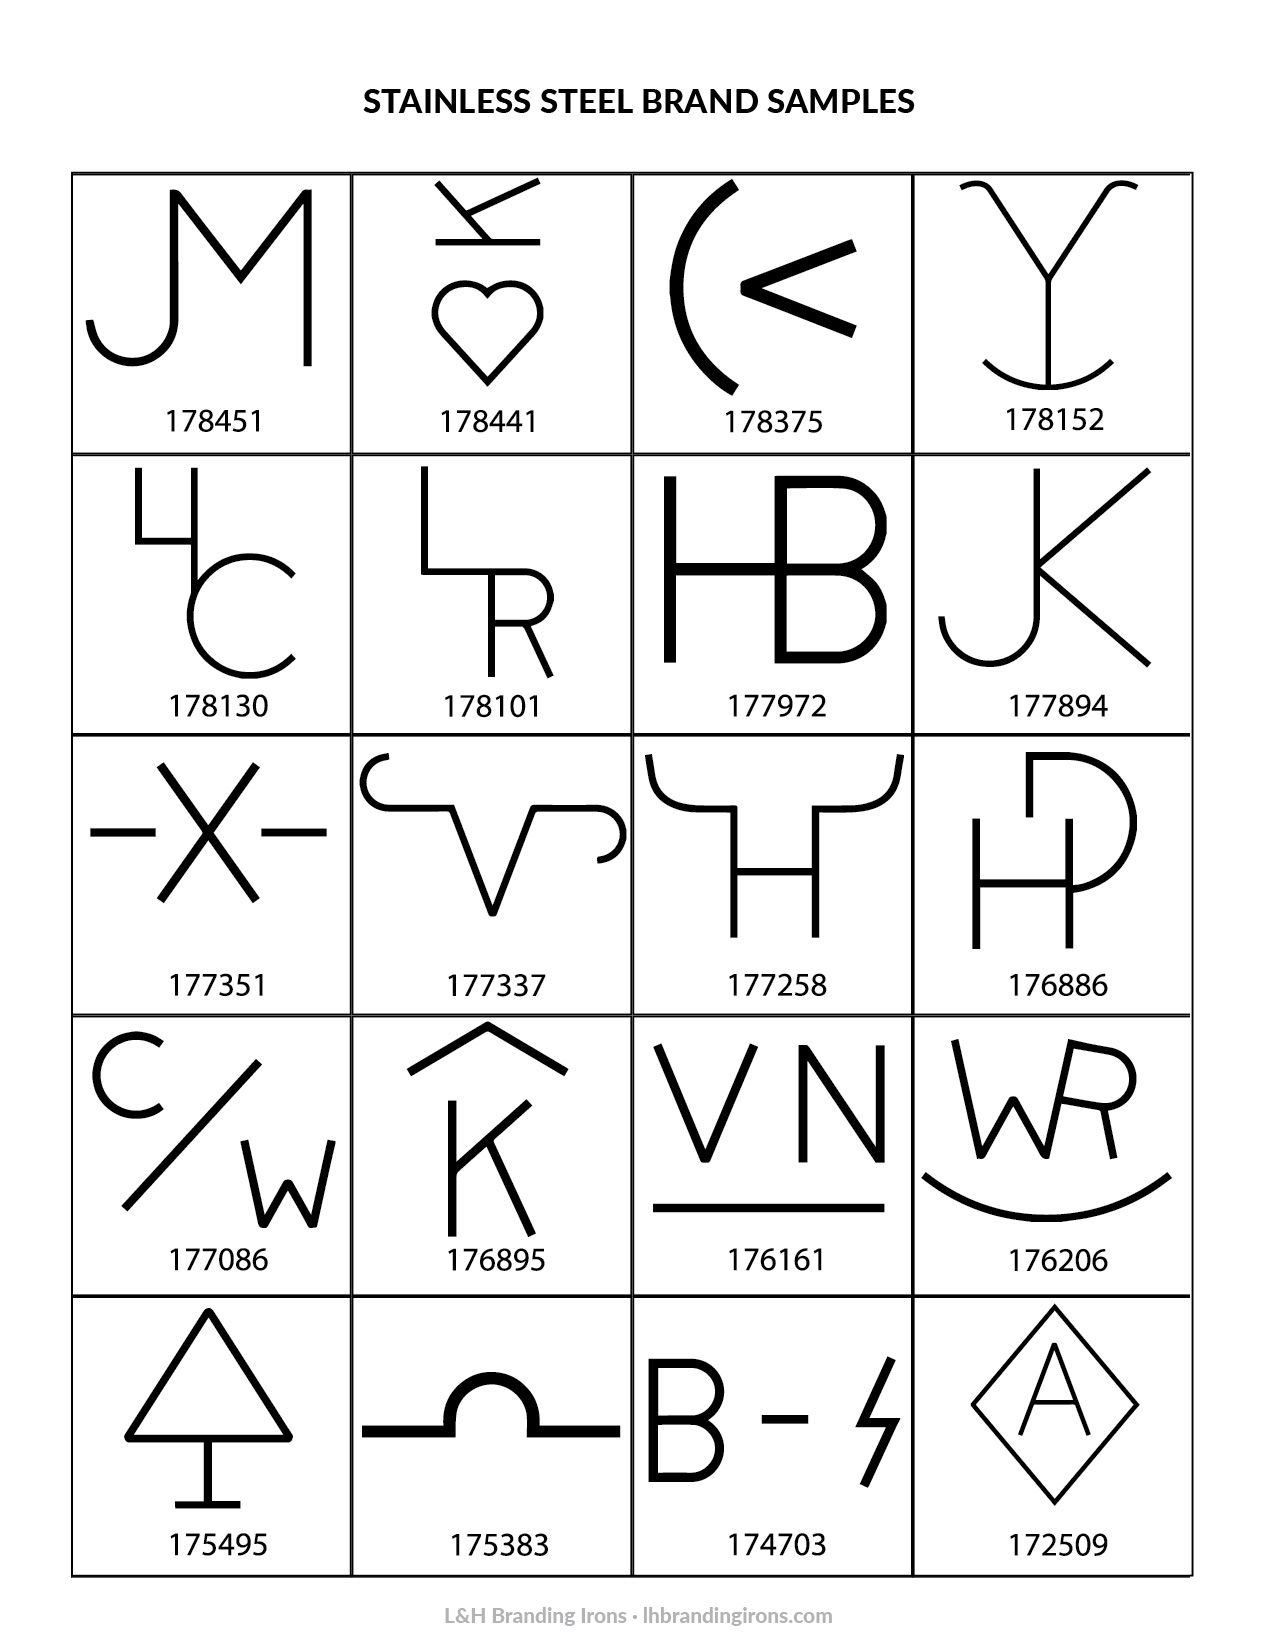 STAINLESS STEEL BRAND SAMPLES
JM
K
178451 178441 178375 178152
4C LR HB JK
178130 178101 177972 177894
-X- V H HP
177351 177337 177258 176886
C/W K VN WR
177086 176895 176161 176206
B - A
175495 175383 174703 172509
L&H Branding Irons · lhbrandingirons.com